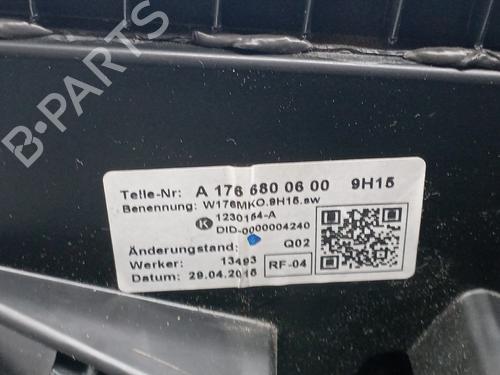 B-PARTS
Teile-Nr: A 176 680 06 00 9H15
Benennung: W176MKO.9H15.sw
K 1230164-A
DID-0000004240
Änderungstand: Q02
Werker: 13493 RF-04
Datum: 29.04.2015